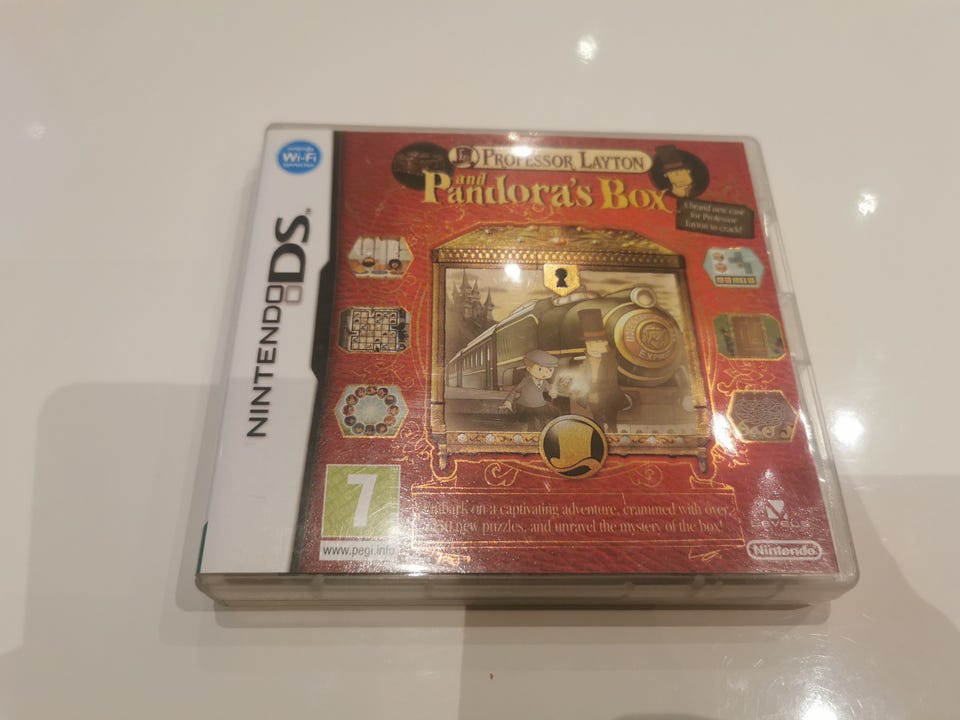 Nintendo
Wi-Fi
CONNECTION
NINTENDO DS
PROFESSOR LAYTON
and
Pandora's Box
A brand new case
for Professor
Layton to crack!
EXPRESS
7
www.pegi.info
Embark on a captivating adventure, crammed with over
new puzzles, and unravel the mystery of the box!
LEVEL5
Nintendo